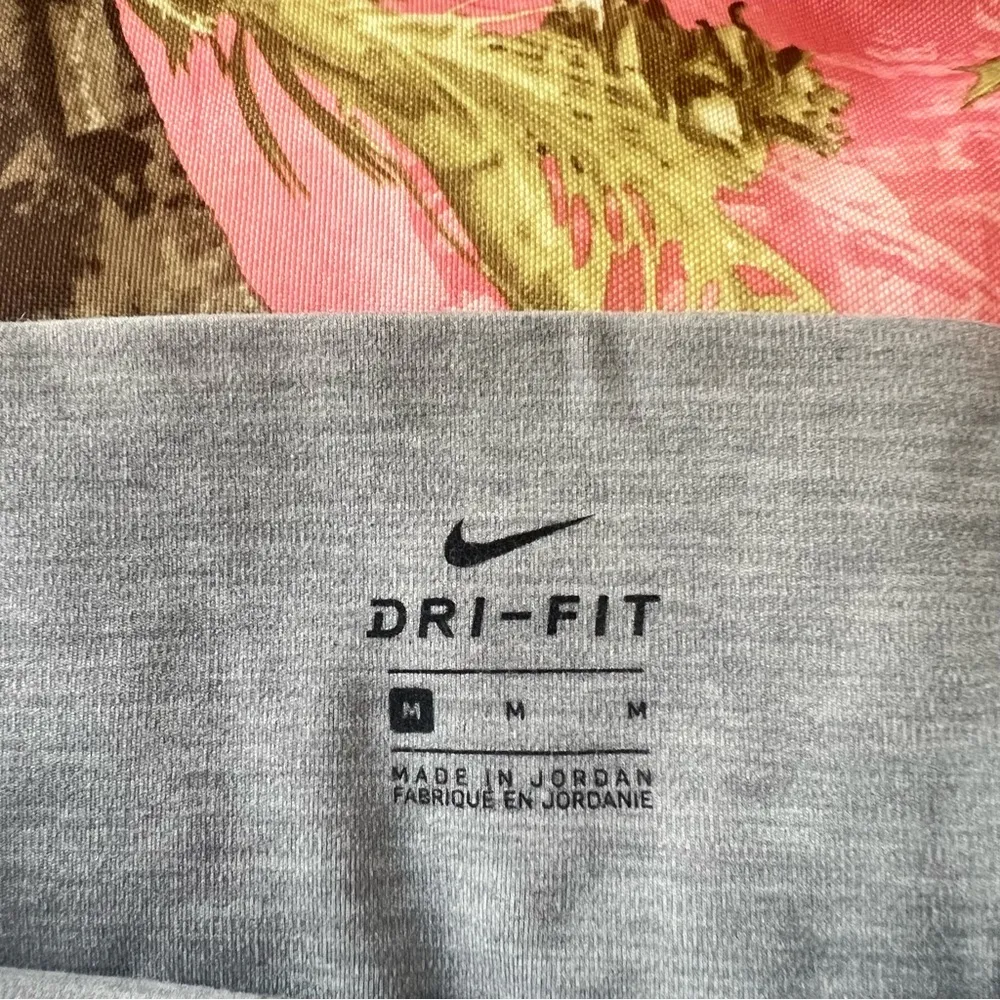 DRI-FIT
M M M
MADE IN JORDAN
FABRIQUÉ EN JORDANIE